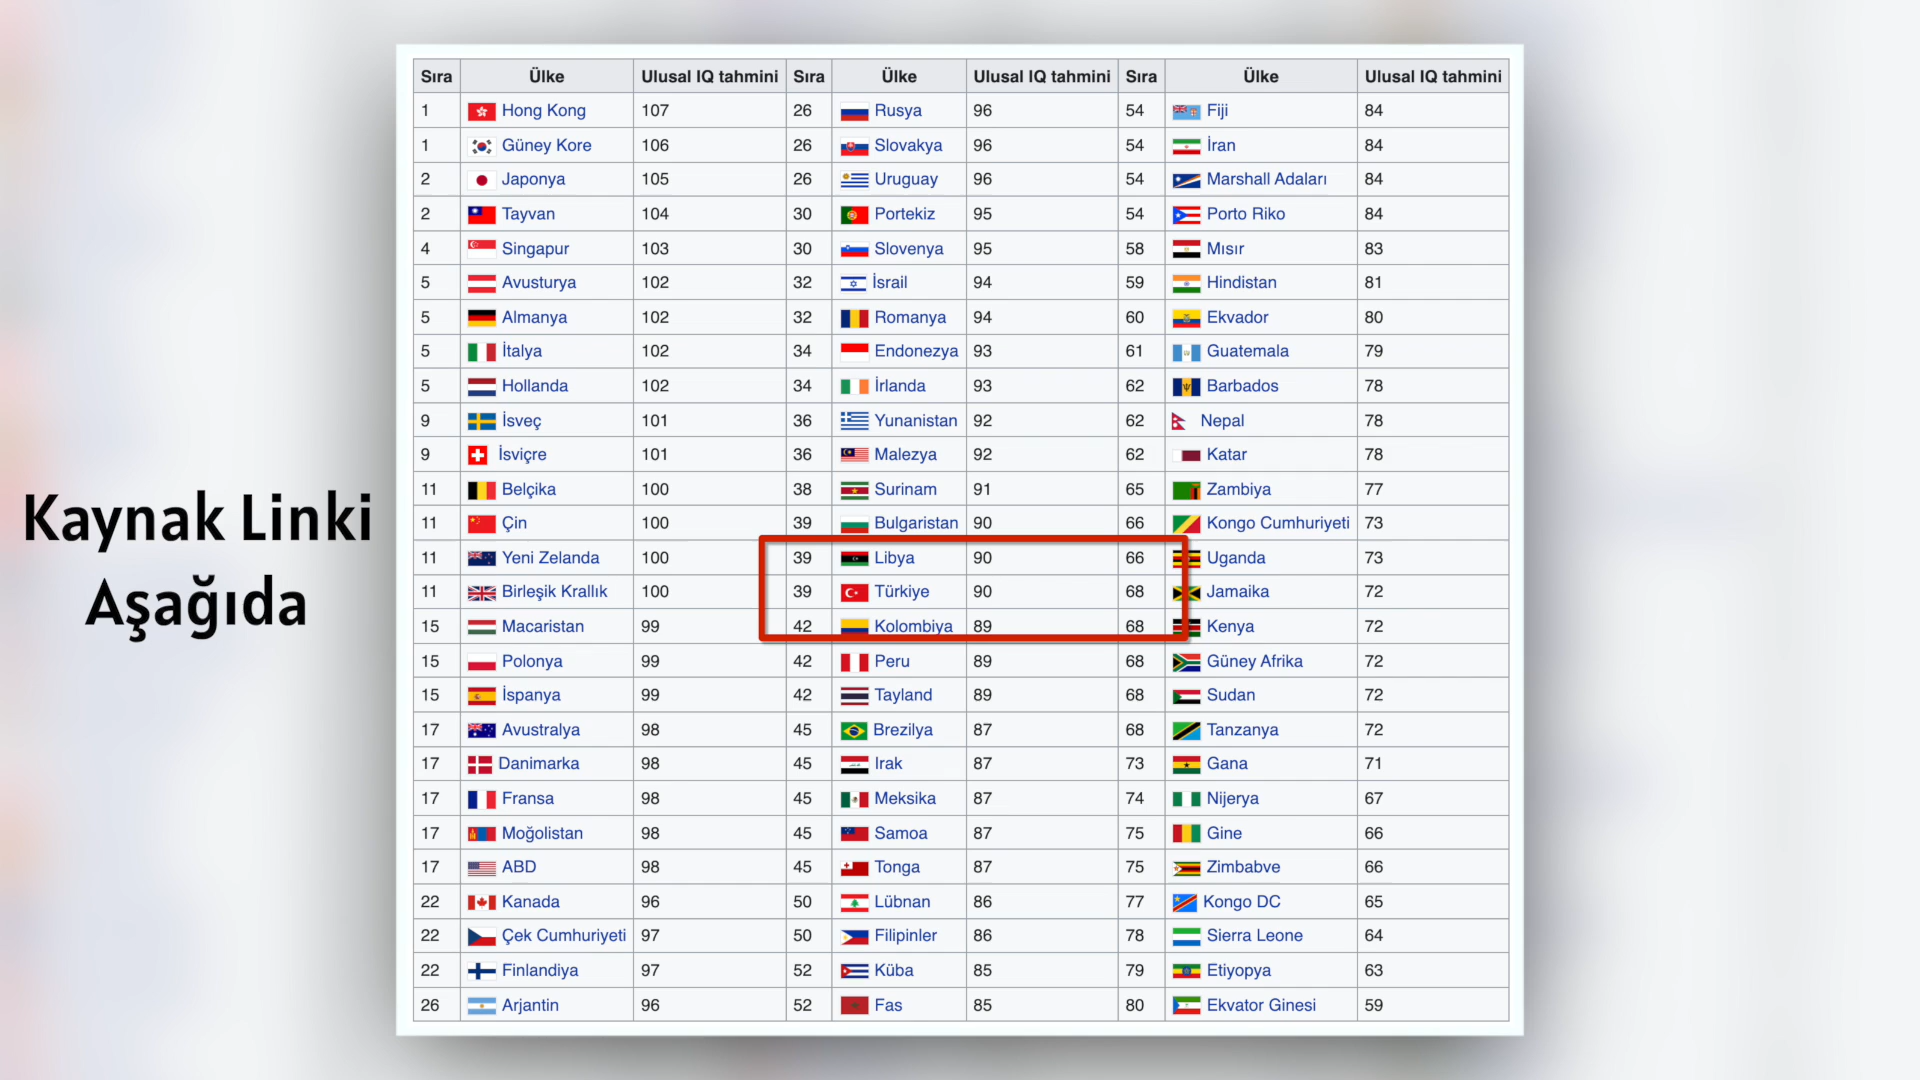 Kaynak Linki
Aşağıda
Sıra Ülke Ulusal IQ tahmini Sıra Ülke Ulusal IQ tahmini Sıra Ülke Ulusal IQ tahmini
1 Hong Kong 107 26 Rusya 96 54 Fiji 84
1 Güney Kore 106 26 Slovakya 96 54 İran 84
2 Japonya 105 26 Uruguay 96 54 Marshall Adaları 84
2 Tayvan 104 30 Portekiz 95 54 Porto Riko 84
4 Singapur 103 30 Slovenya 95 58 Mısır 83
5 Avusturya 102 32 İsrail 94 59 Hindistan 81
5 Almanya 102 32 Romanya 94 60 Ekvador 80
5 İtalya 102 34 Endonezya 93 61 Guatemala 79
5 Hollanda 102 34 İrlanda 93 62 Barbados 78
9 İsveç 101 36 Yunanistan 92 62 Nepal 78
9 İsviçre 101 36 Malezya 92 62 Katar 78
11 Belçika 100 38 Surinam 91 65 Zambiya 77
11 Çin 100 39 Bulgaristan 90 66 Kongo Cumhuriyeti 73
11 Yeni Zelanda 100 39 Libya 90 66 Uganda 73
11 Birleşik Krallık 100 39 Türkiye 90 68 Jamaika 72
15 Macaristan 99 42 Kolombiya 89 68 Kenya 72
15 Polonya 99 42 Peru 89 68 Güney Afrika 72
15 İspanya 99 42 Tayland 89 68 Sudan 72
17 Avustralya 98 45 Brezilya 87 68 Tanzanya 72
17 Danimarka 98 45 Irak 87 73 Gana 71
17 Fransa 98 45 Meksika 87 74 Nijerya 67
17 Moğolistan 98 45 Samoa 87 75 Gine 66
17 ABD 98 45 Tonga 87 75 Zimbabve 66
22 Kanada 96 50 Lübnan 86 77 Kongo DC 65
22 Çek Cumhuriyeti 97 50 Filipinler 86 78 Sierra Leone 64
22 Finlandiya 97 52 Küba 85 79 Etiyopya 63
26 Arjantin 96 52 Fas 85 80 Ekvator Ginesi 59